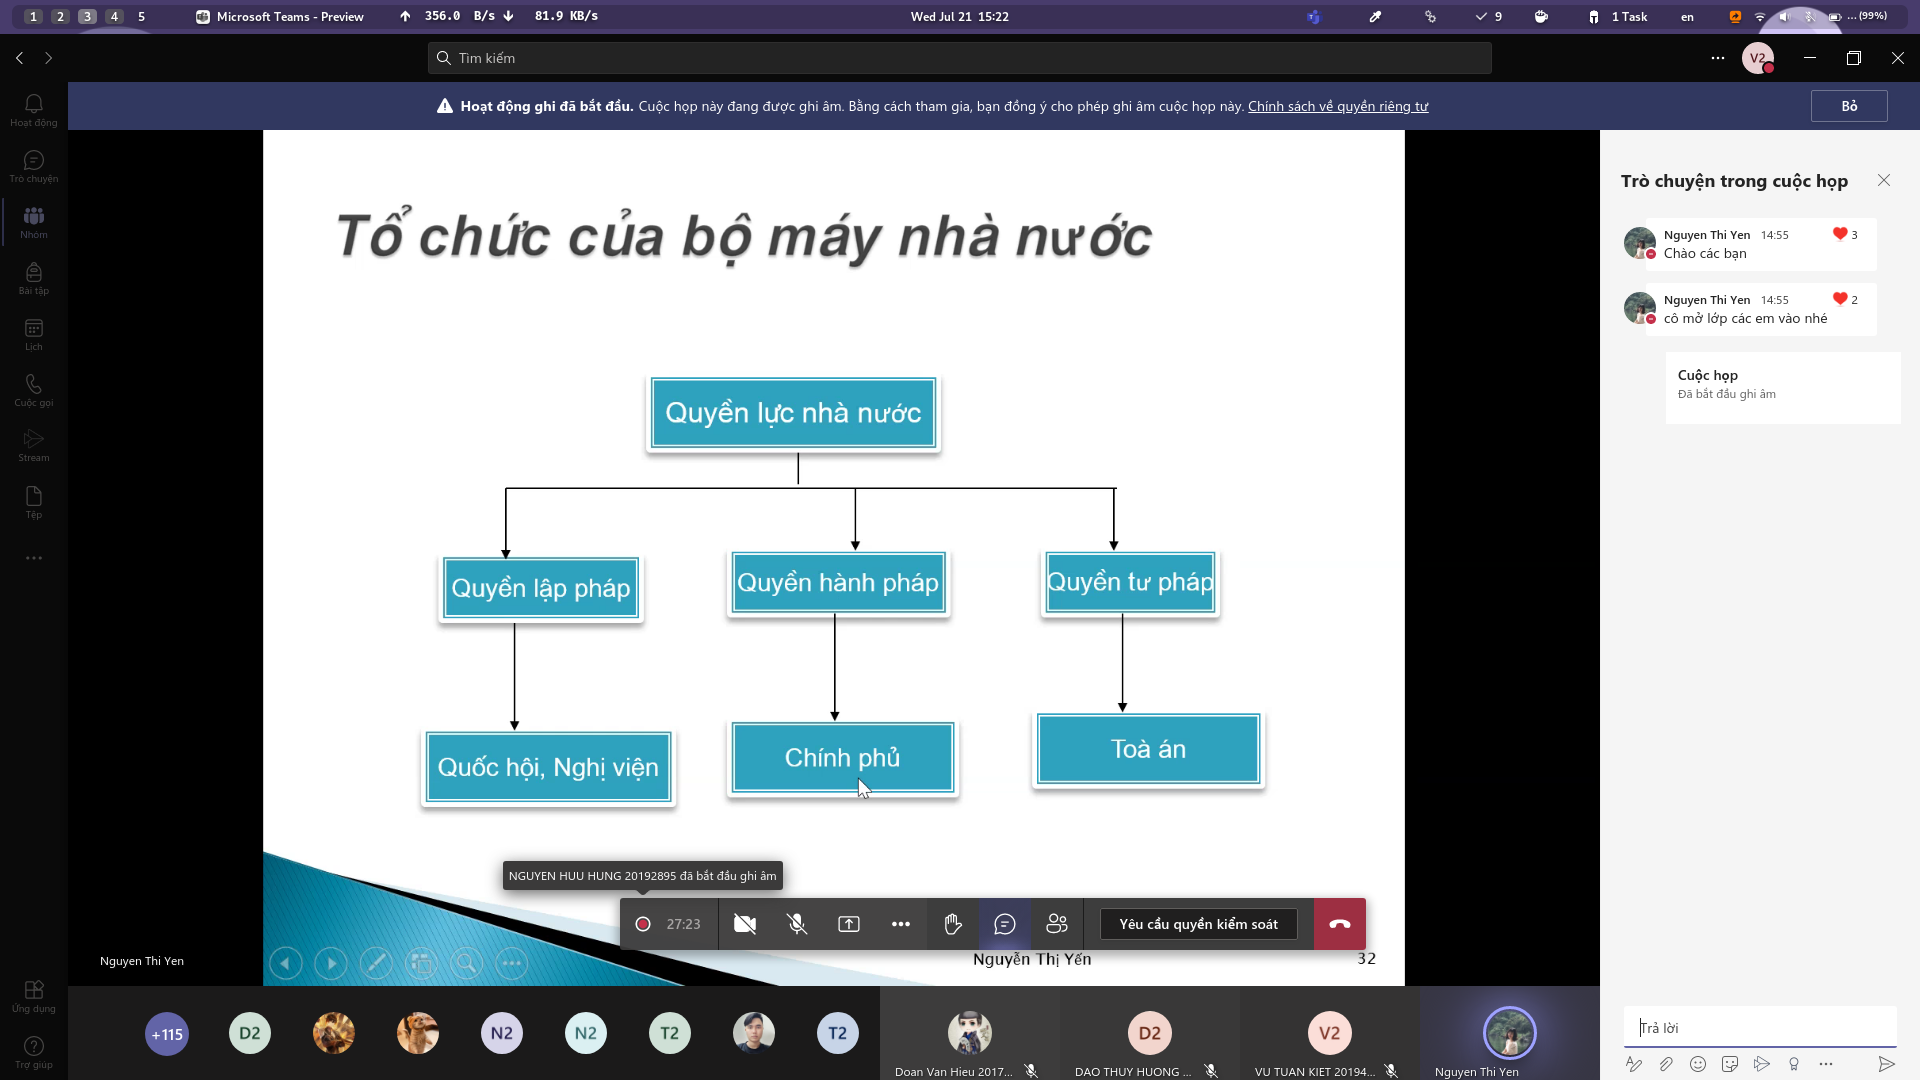 1 2 3 4 5 Microsoft Teams - Preview 356.0 B/s 81.9 KB/s Wed Jul 21 15:22 9 1 Task en ... (99%)
Tìm kiếm
V2
Hoạt động ghi đã bắt đầu. Cuộc họp này đang được ghi âm. Bằng cách tham gia, bạn đồng ý cho phép ghi âm cuộc họp này. Chính sách về quyền riêng tư
Bỏ
Hoạt động
Trò chuyện
Nhóm
Bài tập
Lịch
Cuộc gọi
Stream
Tệp
Ứng dụng
Trợ giúp
Tổ chức của bộ máy nhà nước
Quyền lực nhà nước
Quyền lập pháp
Quyền hành pháp
Quyền tư pháp
Quốc hội, Nghị viện
Chính phủ
Toà án
NGUYEN HUU HUNG 20192895 đã bắt đầu ghi âm
27:23
Yêu cầu quyền kiểm soát
Nguyen Thi Yen
Nguyễn Thị Yến
32
+115 D2 N2 N2 T2 T2 D2 V2
Doan Van Hieu 2017... DAO THUY HUONG ... VU TUAN KIET 20194... Nguyen Thi Yen
Trò chuyện trong cuộc họp
Nguyen Thi Yen 14:55 3
Chào các bạn
Nguyen Thi Yen 14:55 2
cô mở lớp các em vào nhé
Cuộc họp
Đã bắt đầu ghi âm
Trả lời